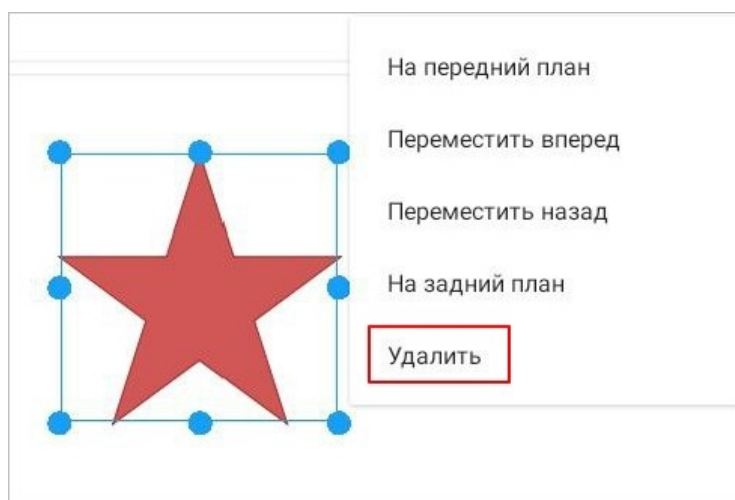 На передний план
Переместить вперед
Переместить назад
На задний план
Удалить